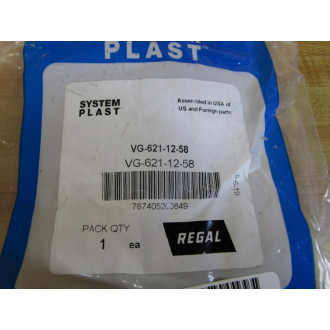 PLAST
SYSTEM
PLAST
Assembled in USA of
US and Foreign parts.
VG-621-12-58
VG-621-12-58
PACK QTY
1 ea
REGAL